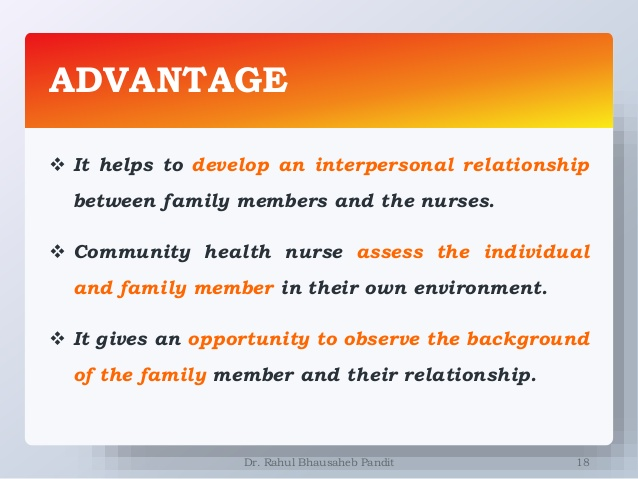 ADVANTAGE
❖ It helps to develop an interpersonal relationship
between family members and the nurses.
❖ Community health nurse assess the individual
and family member in their own environment.
❖ It gives an opportunity to observe the background
of the family member and their relationship.
Dr. Rahul Bhausaheb Pandit 18